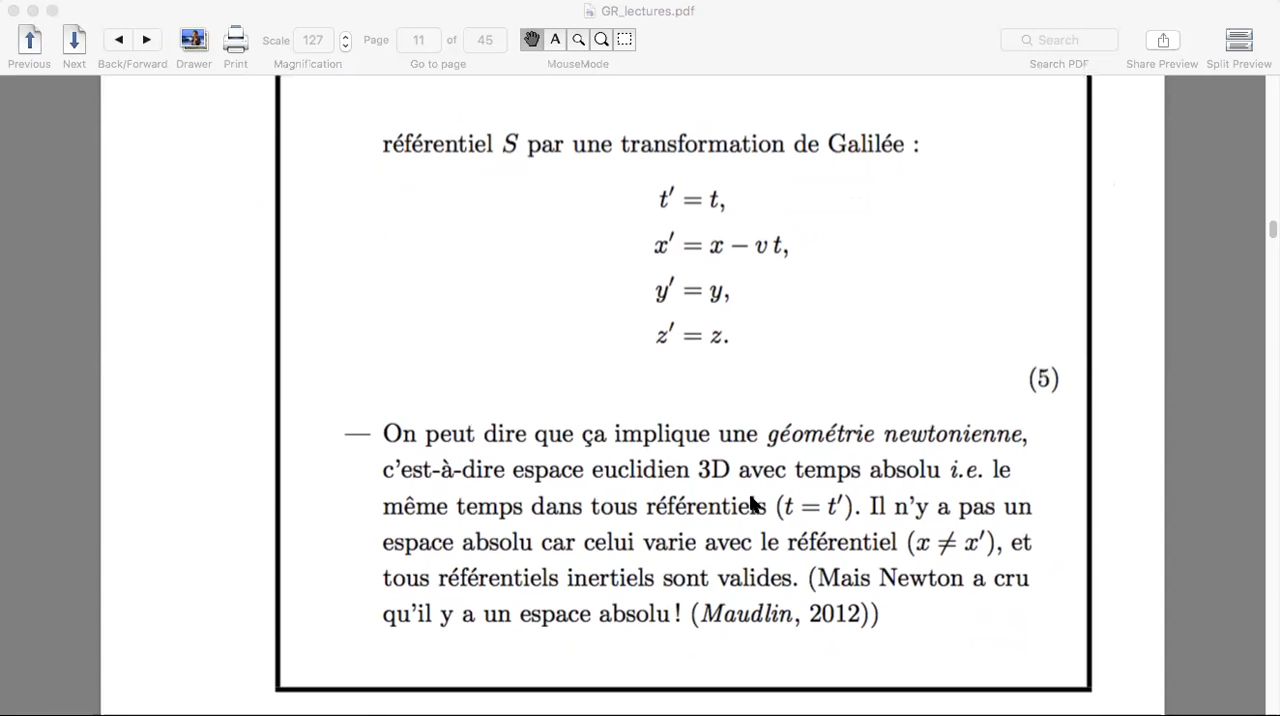 GR_lectures.pdf
Scale 127 Page 11 of 45 A Search
Previous Next Back/Forward Drawer Print Magnification Go to page MouseMode Search PDF Share Preview Split Preview
référentiel S par une transformation de Galilée :
t′ = t,
x′ = x − v t,
y′ = y,
z′ = z.
(5)
— On peut dire que ça implique une géométrie newtonienne,
c'est-à-dire espace euclidien 3D avec temps absolu i.e. le
même temps dans tous référentiels (t = t′). Il n'y a pas un
espace absolu car celui varie avec le référentiel (x ≠ x′), et
tous référentiels inertiels sont valides. (Mais Newton a cru
qu'il y a un espace absolu ! (Maudlin, 2012))